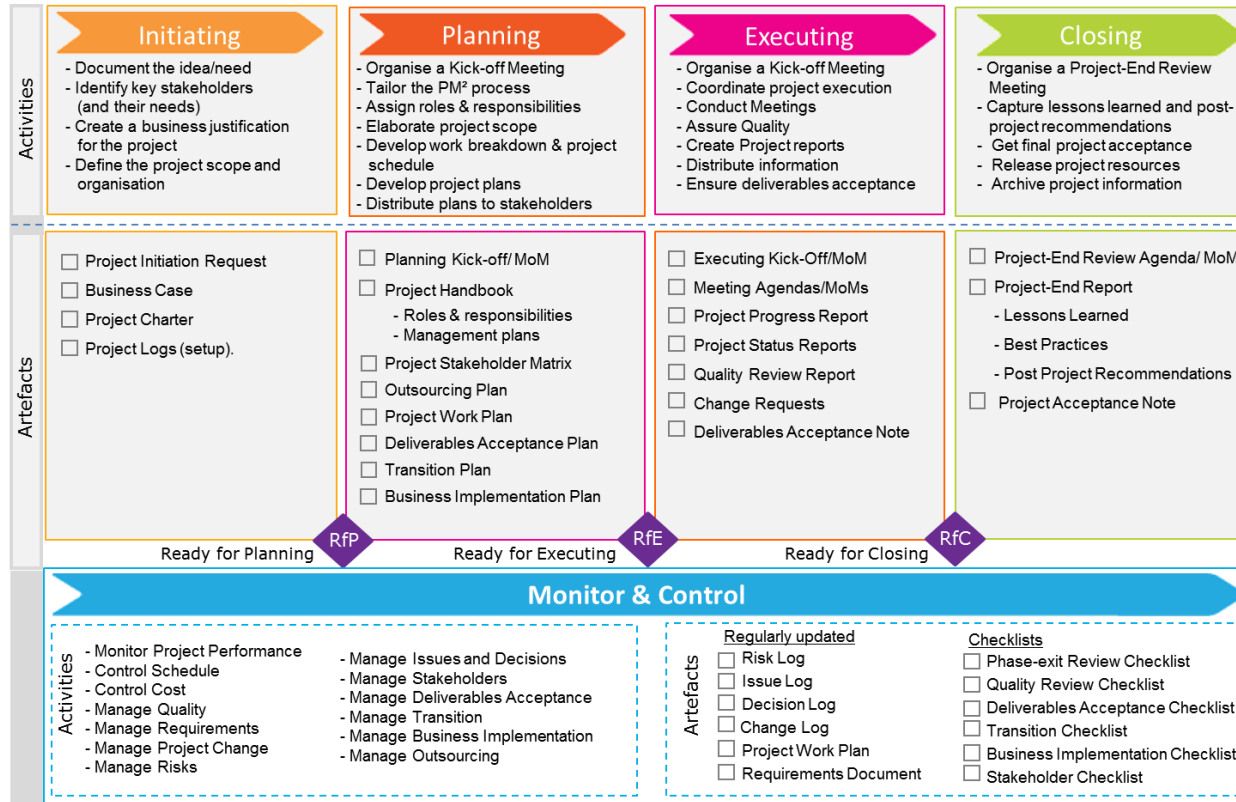 Initiating
Planning
Executing
Closing
Activities
- Document the idea/need
- Identify key stakeholders
(and their needs)
- Create a business justification
for the project
- Define the project scope and
organisation
- Organise a Kick-off Meeting
- Tailor the PM² process
- Assign roles & responsibilities
- Elaborate project scope
- Develop work breakdown & project
schedule
- Develop project plans
- Distribute plans to stakeholders
- Organise a Kick-off Meeting
- Coordinate project execution
- Conduct Meetings
- Assure Quality
- Create Project reports
- Distribute information
- Ensure deliverables acceptance
- Organise a Project-End Review
Meeting
- Capture lessons learned and post-
project recommendations
- Get final project acceptance
- Release project resources
- Archive project information
Artefacts
Project Initiation Request
Business Case
Project Charter
Project Logs (setup).
Planning Kick-off/ MoM
Project Handbook
- Roles & responsibilities
- Management plans
Project Stakeholder Matrix
Outsourcing Plan
Project Work Plan
Deliverables Acceptance Plan
Transition Plan
Business Implementation Plan
Executing Kick-Off/MoM
Meeting Agendas/MoMs
Project Progress Report
Project Status Reports
Quality Review Report
Change Requests
Deliverables Acceptance Note
Project-End Review Agenda/ MoM
Project-End Report
- Lessons Learned
- Best Practices
- Post Project Recommendations
Project Acceptance Note
Ready for Planning
RfP
Ready for Executing
RfE
Ready for Closing
RfC
Monitor & Control
Activities
- Monitor Project Performance
- Control Schedule
- Control Cost
- Manage Quality
- Manage Requirements
- Manage Project Change
- Manage Risks
- Manage Issues and Decisions
- Manage Stakeholders
- Manage Deliverables Acceptance
- Manage Transition
- Manage Business Implementation
- Manage Outsourcing
Artefacts
Regularly updated
Risk Log
Issue Log
Decision Log
Change Log
Project Work Plan
Requirements Document
Checklists
Phase-exit Review Checklist
Quality Review Checklist
Deliverables Acceptance Checklist
Transition Checklist
Business Implementation Checklist
Stakeholder Checklist